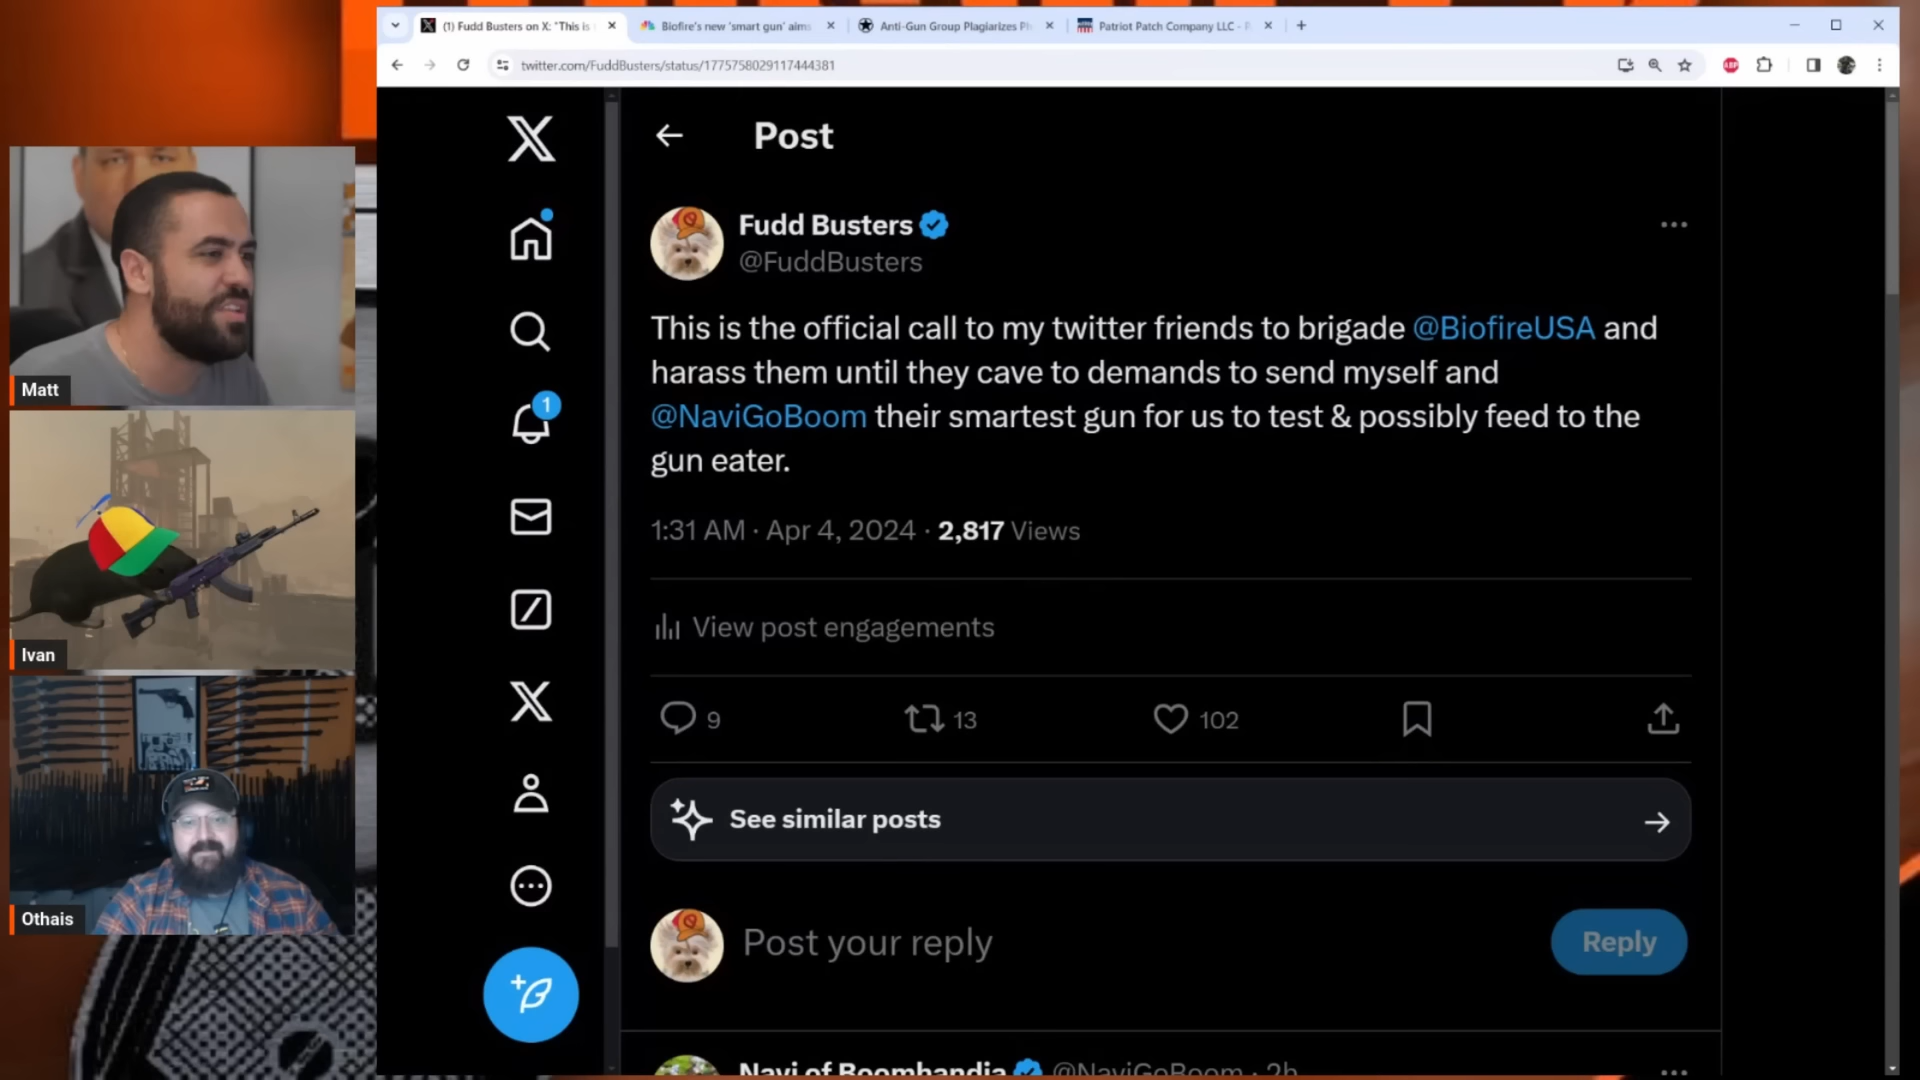 (1) Fudd Busters on X: "This is
Biofire's new 'smart gun' aims
Anti-Gun Group Plagiarizes Ph
Patriot Patch Company LLC -
twitter.com/FuddBusters/status/1775758029117444381
ABP
Post
Fudd Busters
@FuddBusters
This is the official call to my twitter friends to brigade @BiofireUSA and
harass them until they cave to demands to send myself and
@NaviGoBoom their smartest gun for us to test & possibly feed to the
gun eater.
1:31 AM · Apr 4, 2024 · 2,817 Views
1
View post engagements
9
13
102
See similar posts
Post your reply
Reply
Navi of Boomhandia @NaviGoBoom · 2h
Matt
Ivan
Othais